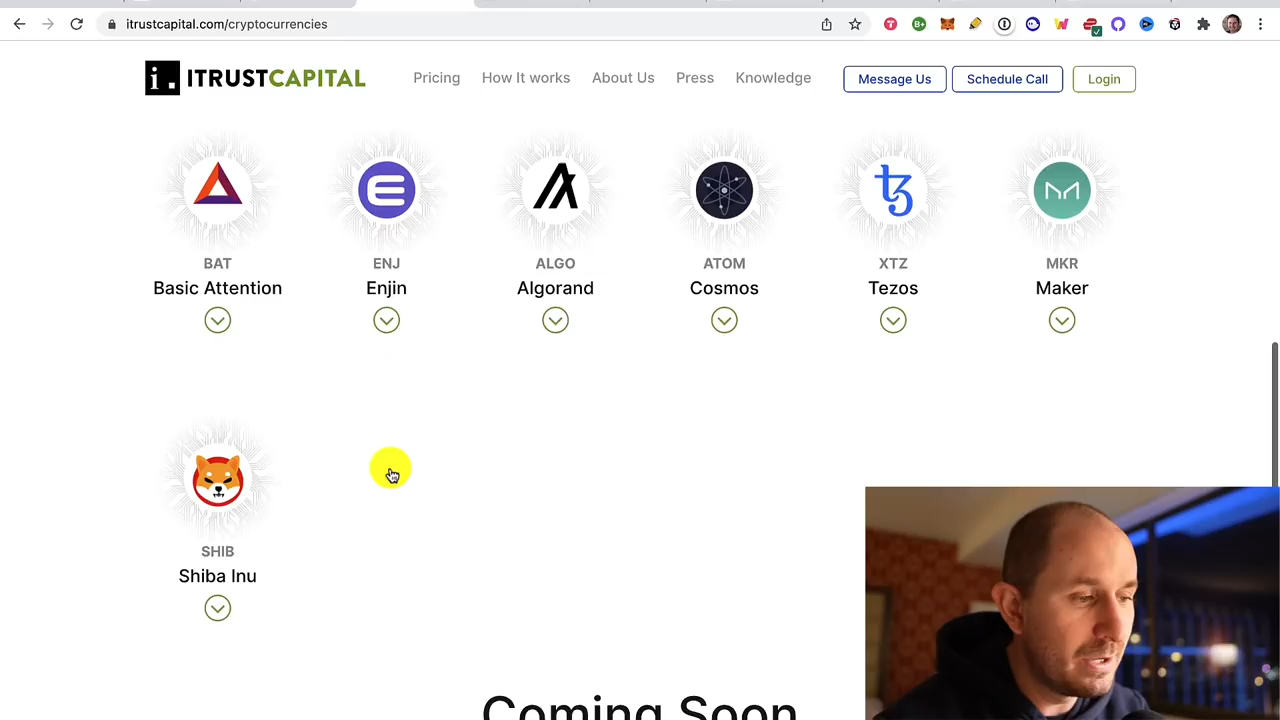 itrustcapital.com/cryptocurrencies
i. ITRUSTCAPITAL
Pricing
How It works
About Us
Press
Knowledge
Message Us
Schedule Call
Login
BAT
Basic Attention
ENJ
Enjin
ALGO
Algorand
ATOM
Cosmos
XTZ
Tezos
MKR
Maker
SHIB
Shiba Inu
Coming Soon